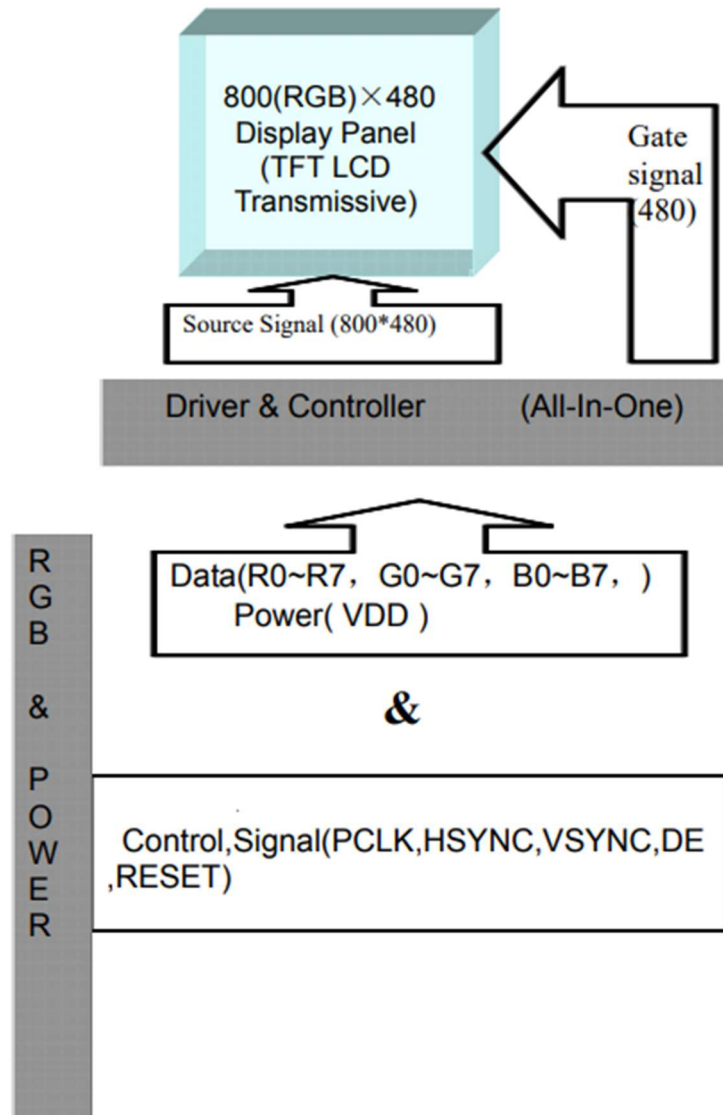 800(RGB)×480
Display Panel
(TFT LCD
Transmissive)
Gate
signal
(480)
Source Signal (800*480)
Driver & Controller (All-In-One)
R
G
B
&
P
O
W
E
R
Data(R0~R7，G0~G7，B0~B7，)
Power( VDD )
&
Control,Signal(PCLK,HSYNC,VSYNC,DE
,RESET)